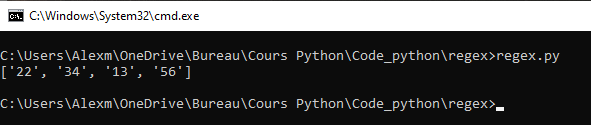 C:\Windows\System32\cmd.exe
C:\Users\Alexm\OneDrive\Bureau\Cours Python\Code_python\regex>regex.py
['22', '34', '13', '56']
C:\Users\Alexm\OneDrive\Bureau\Cours Python\Code_python\regex>